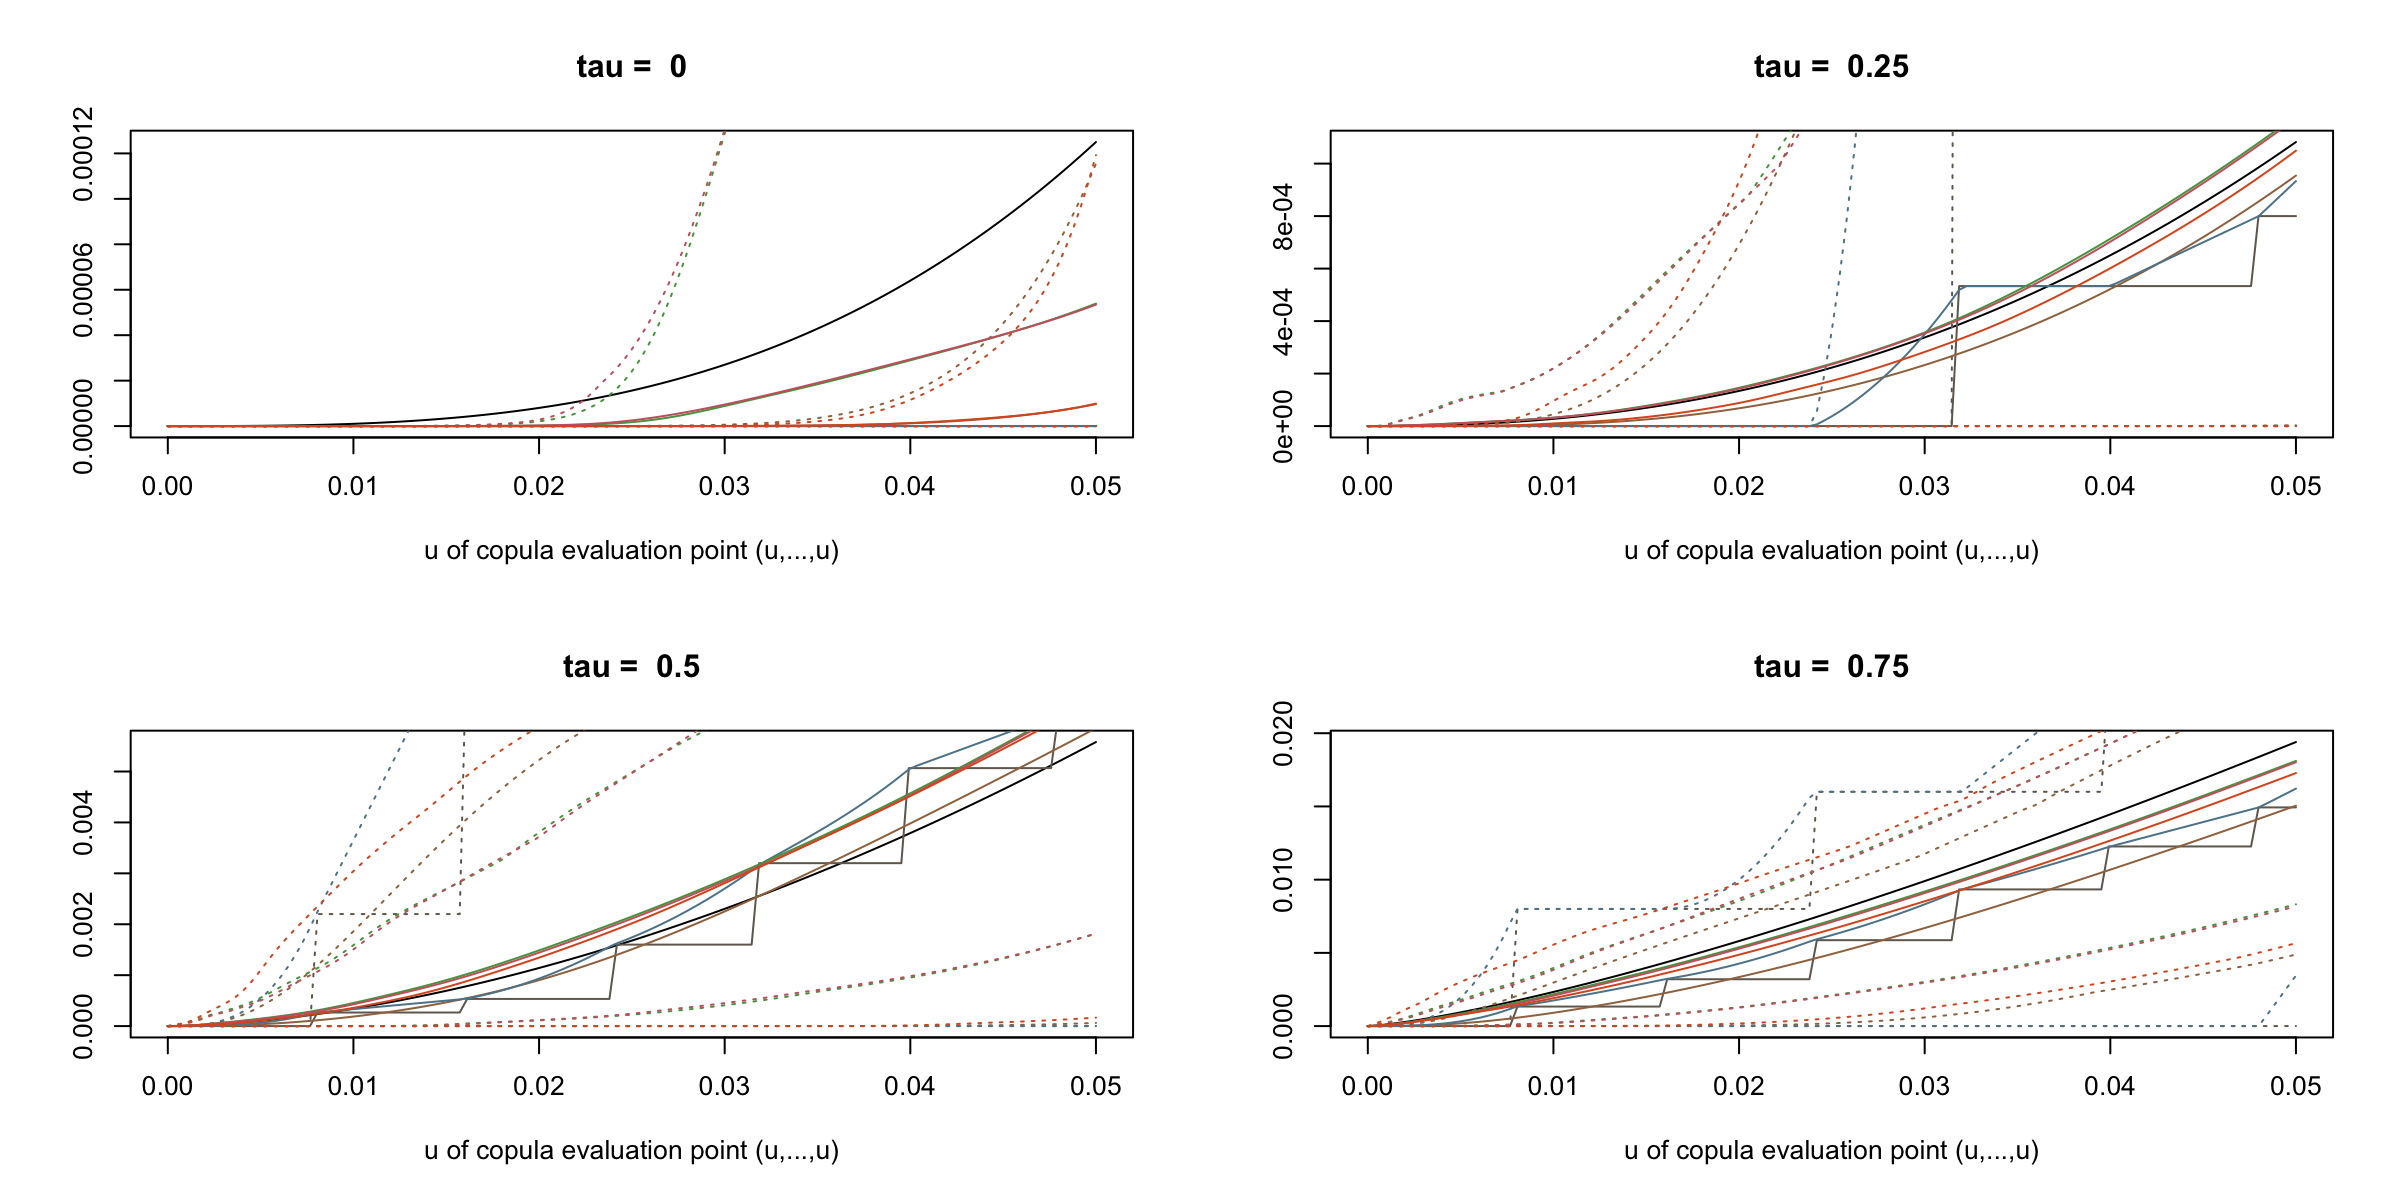 tau = 0
0.00012
0.00006
0.00000
0.00 0.01 0.02 0.03 0.04 0.05
u of copula evaluation point (u,...,u)
tau = 0.25
8e-04
4e-04
0e+00
0.00 0.01 0.02 0.03 0.04 0.05
u of copula evaluation point (u,...,u)
tau = 0.5
0.004
0.002
0.000
0.00 0.01 0.02 0.03 0.04 0.05
u of copula evaluation point (u,...,u)
tau = 0.75
0.020
0.010
0.000
0.00 0.01 0.02 0.03 0.04 0.05
u of copula evaluation point (u,...,u)